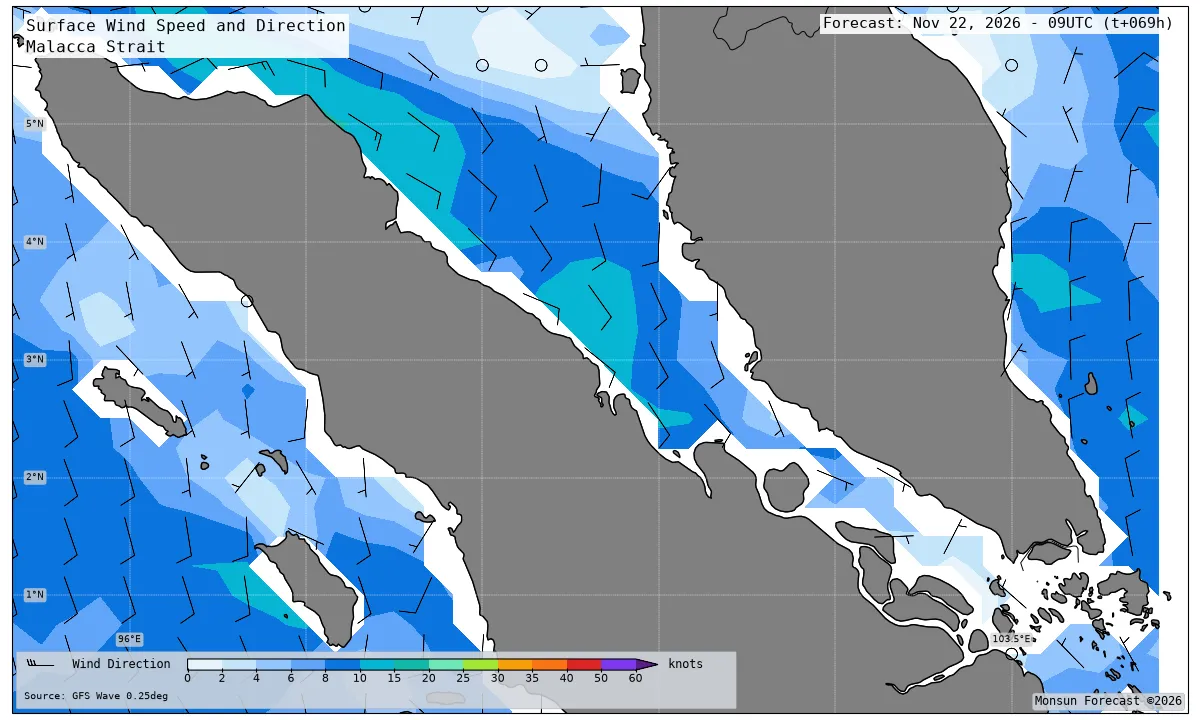 Surface Wind Speed and Direction
Malacca Strait
Forecast: Nov 22, 2026 - 09UTC (t+069h)
5°N
4°N
3°N
2°N
1°N
96°E
103.5°E
Wind Direction
0 2 4 6 8 10 15 20 25 30 35 40 50 60
knots
Source: GFS Wave 0.25deg
Monsun Forecast ©2026